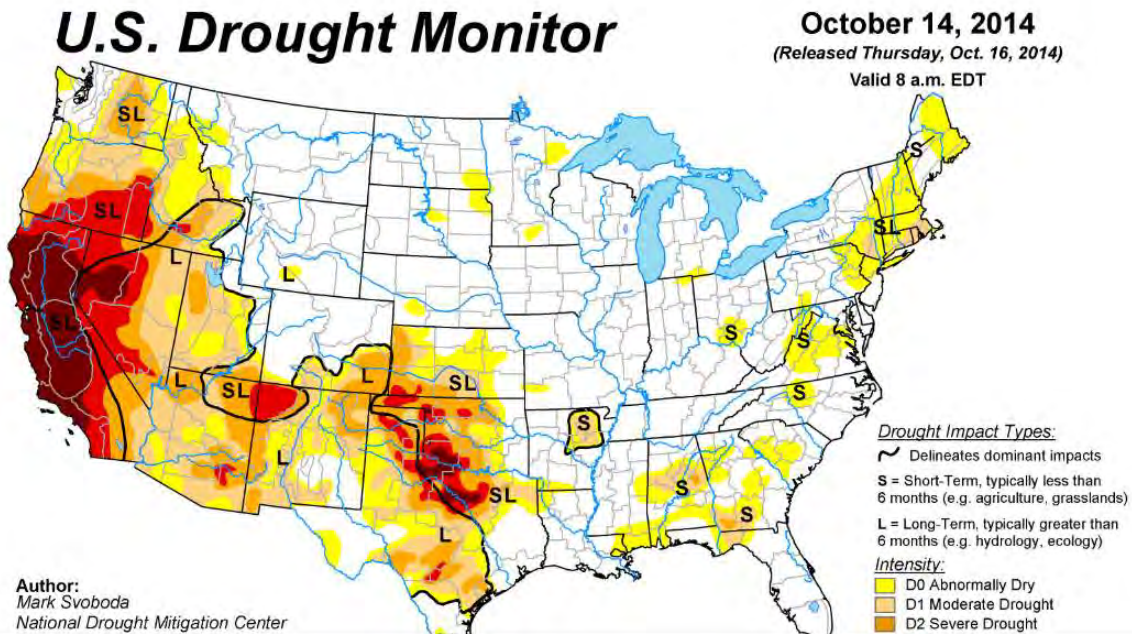 U.S. Drought Monitor
October 14, 2014
(Released Thursday, Oct. 16, 2014)
Valid 8 a.m. EDT
SL
S
SL
SL
L
L
S
S
SL
L
SL
L
SL
S
S
L
SL
S
S
L
Drought Impact Types:
Delineates dominant impacts
S = Short-Term, typically less than
6 months (e.g. agriculture, grasslands)
L = Long-Term, typically greater than
6 months (e.g. hydrology, ecology)
Intensity:
D0 Abnormally Dry
D1 Moderate Drought
D2 Severe Drought
Author:
Mark Svoboda
National Drought Mitigation Center